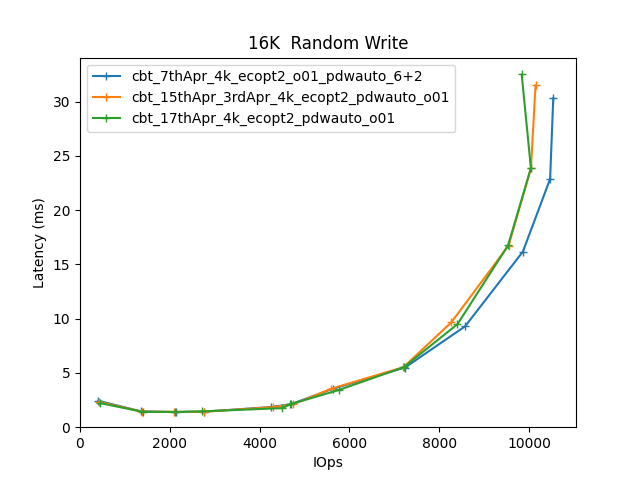 16K  Random Write
cbt_7thApr_4k_ecopt2_o01_pdwauto_6+2
cbt_15thApr_3rdApr_4k_ecopt2_pdwauto_o01
cbt_17thApr_4k_ecopt2_pdwauto_o01
30
25
20
15
10
5
0
Latency (ms)
0 2000 4000 6000 8000 10000
IOps